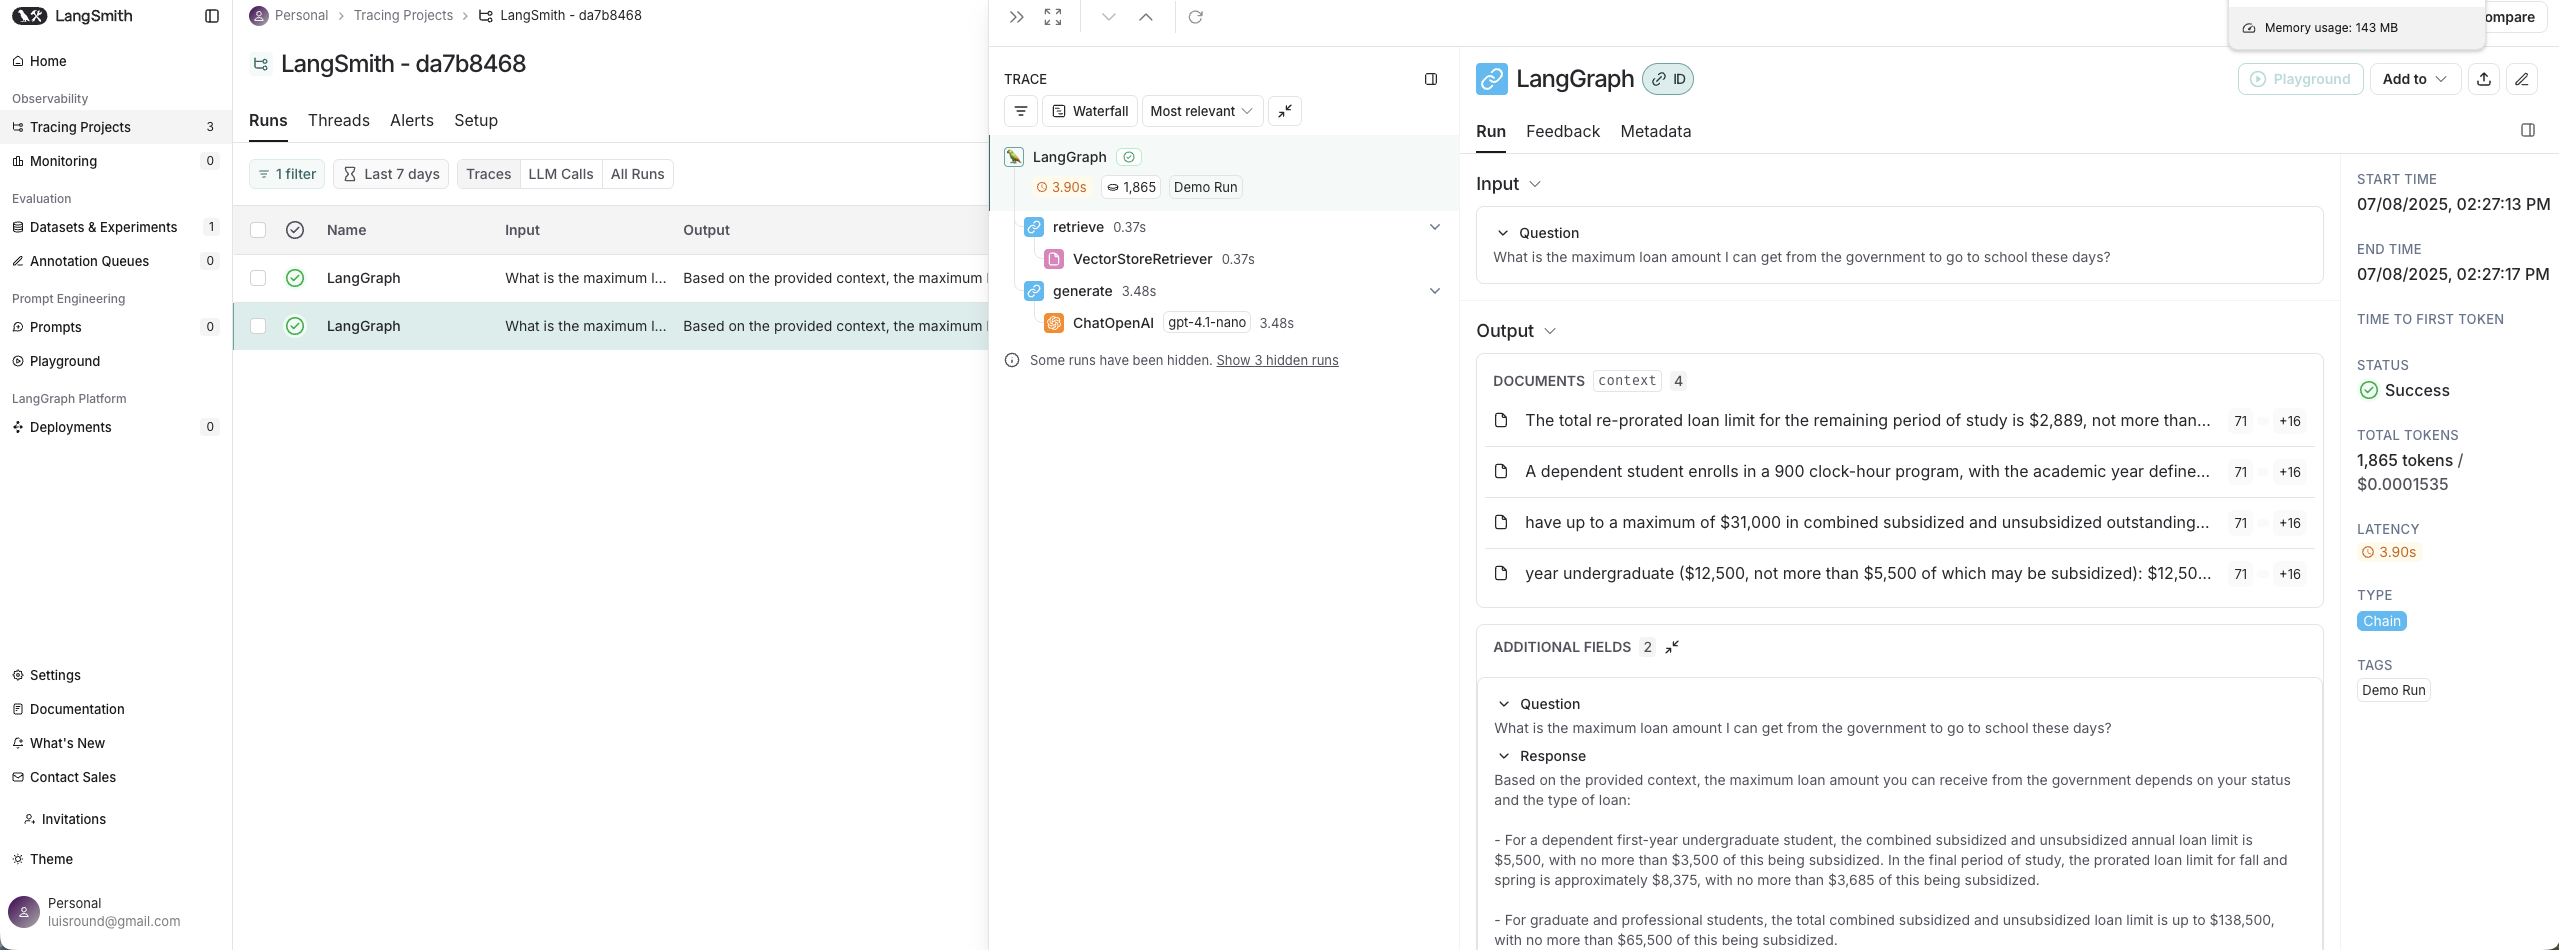 LangSmith
Home
Observability
Tracing Projects 3
Monitoring 0
Evaluation
Datasets & Experiments 1
Annotation Queues 0
Prompt Engineering
Prompts 0
Playground
LangGraph Platform
Deployments 0
Settings
Documentation
What's New
Contact Sales
Invitations
Theme
Personal
luisround@gmail.com
Personal > Tracing Projects > LangSmith - da7b8468
LangSmith - da7b8468
Runs Threads Alerts Setup
1 filter Last 7 days Traces LLM Calls All Runs
Name Input Output
LangGraph What is the maximum l... Based on the provided context, the maximum
LangGraph What is the maximum l... Based on the provided context, the maximum
TRACE
Waterfall Most relevant
LangGraph
3.90s 1,865 Demo Run
retrieve 0.37s
VectorStoreRetriever 0.37s
generate 3.48s
ChatOpenAI gpt-4.1-nano 3.48s
Some runs have been hidden. Show 3 hidden runs
Memory usage: 143 MB
ompare
LangGraph ID
Playground Add to
Run Feedback Metadata
Input
Question
What is the maximum loan amount I can get from the government to go to school these days?
Output
DOCUMENTS context 4
The total re-prorated loan limit for the remaining period of study is $2,889, not more than... 71 +16
A dependent student enrolls in a 900 clock-hour program, with the academic year define... 71 +16
have up to a maximum of $31,000 in combined subsidized and unsubsidized outstanding... 71 +16
year undergraduate ($12,500, not more than $5,500 of which may be subsidized): $12,50... 71 +16
ADDITIONAL FIELDS 2
Question
What is the maximum loan amount I can get from the government to go to school these days?
Response
Based on the provided context, the maximum loan amount you can receive from the government depends on your status
and the type of loan:
- For a dependent first-year undergraduate student, the combined subsidized and unsubsidized annual loan limit is
$5,500, with no more than $3,500 of this being subsidized. In the final period of study, the prorated loan limit for fall and
spring is approximately $8,375, with no more than $3,685 of this being subsidized.
- For graduate and professional students, the total combined subsidized and unsubsidized loan limit is up to $138,500,
with no more than $65,500 of this being subsidized.
START TIME
07/08/2025, 02:27:13 PM
END TIME
07/08/2025, 02:27:17 PM
TIME TO FIRST TOKEN
STATUS
Success
TOTAL TOKENS
1,865 tokens /
$0.0001535
LATENCY
3.90s
TYPE
Chain
TAGS
Demo Run